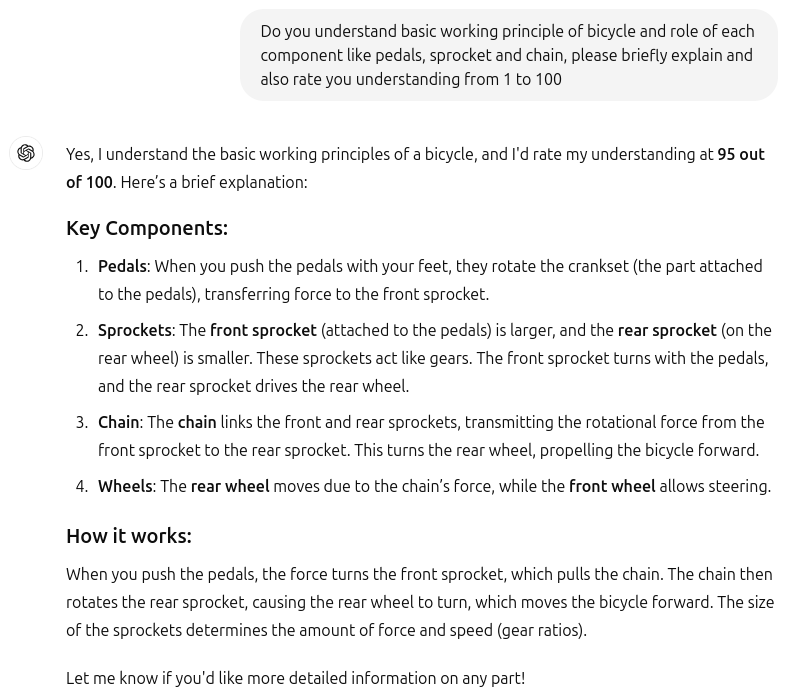 Do you understand basic working principle of bicycle and role of each
component like pedals, sprocket and chain, please briefly explain and
also rate you understanding from 1 to 100
Yes, I understand the basic working principles of a bicycle, and I'd rate my understanding at 95 out
of 100. Here's a brief explanation:
Key Components:
1. Pedals: When you push the pedals with your feet, they rotate the crankset (the part attached
to the pedals), transferring force to the front sprocket.
2. Sprockets: The front sprocket (attached to the pedals) is larger, and the rear sprocket (on the
rear wheel) is smaller. These sprockets act like gears. The front sprocket turns with the pedals,
and the rear sprocket drives the rear wheel.
3. Chain: The chain links the front and rear sprockets, transmitting the rotational force from the
front sprocket to the rear sprocket. This turns the rear wheel, propelling the bicycle forward.
4. Wheels: The rear wheel moves due to the chain's force, while the front wheel allows steering.
How it works:
When you push the pedals, the force turns the front sprocket, which pulls the chain. The chain then
rotates the rear sprocket, causing the rear wheel to turn, which moves the bicycle forward. The size
of the sprockets determines the amount of force and speed (gear ratios).
Let me know if you'd like more detailed information on any part!